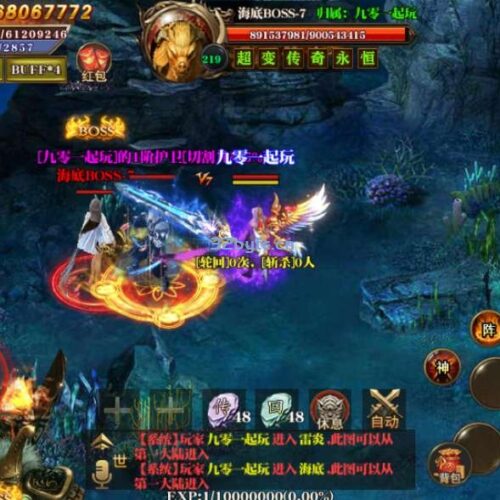 68067772
海底BOSS-7 归属：九零一起玩
/61209246
891537981/900543415
/2857
BUFF*4
红包
219
超变传奇永恒
BOSS
[九零一起玩]的1阶护卫[切割]九零一起玩
海底BOSS-7
V7
[轮回]0次，[斩杀]0人
阵
神
传
48
回
48
休息
自动
背包
世
【系统】玩家 九零一起玩 进入 雷炎,此图可以从
第一大陆进入
【系统】玩家 九零一起玩 进入 海底,此图可以从
第一大陆进入
EXP:1/10000000(0.00%)